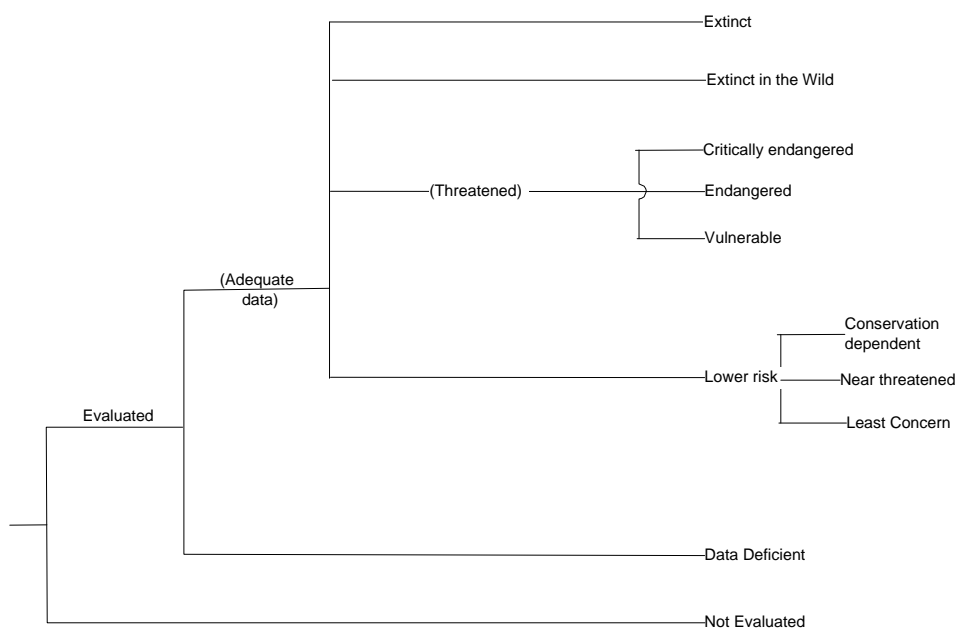 Extinct
Extinct in the Wild
Critically endangered
(Threatened)
Endangered
Vulnerable
(Adequate
data)
Conservation
dependent
Lower risk
Near threatened
Least Concern
Evaluated
Data Deficient
Not Evaluated